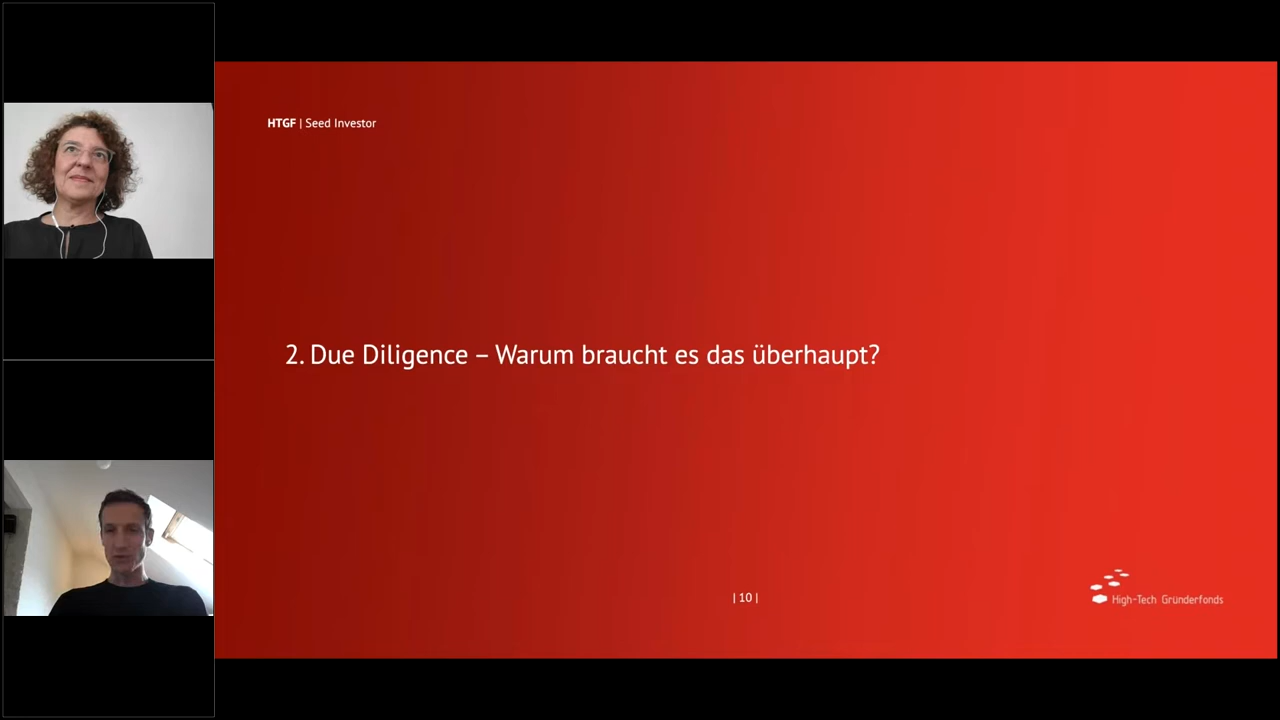 HTGF | Seed Investor
2. Due Diligence – Warum braucht es das überhaupt?
| 10 |
High-Tech Gründerfonds